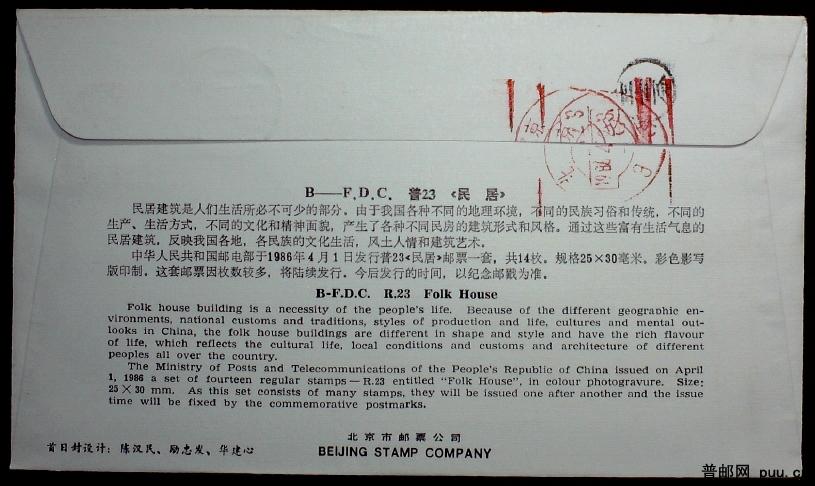 B——F.D.C. 普23 《民居》
民居建筑是人们生活所必不可少的部分。由于我国各种不同的地理环境，不同的民族习俗和传统，不同的
生产、生活方式，不同的文化和精神面貌，产生了各种不同民房的建筑形式和风格。通过这些富有生活气息的
民居建筑，反映我国各地，各民族的文化生活，风土人情和建筑艺术。
中华人民共和国邮电部于1986年4月1日发行普23《民居》邮票一套，共14枚。规格25×30毫米。彩色影写
版印制。这套邮票因枚数较多，将陆续发行。今后发行的时间，以纪念邮戳为准。
B-F.D.C. R.23 Folk House
Folk house building is a necessity of the people's life. Because of the different geographic en-
vironments, national customs and traditions, styles of production and life, cultures and mental out-
looks in China, the folk house buildings are different in shape and style and have the rich flavour
of life, which reflects the cultural life, local conditions and customs and architecture of different
peoples all over the country.
The Ministry of Posts and Telecommunications of the People's Republic of China issued on April
1, 1986 a set of fourteen regular stamps—R.23 entitled "Folk House", in colour photogravure. Size:
25×30 mm. As this set consists of many stamps, they will be issued one after another and the issue
time will be fixed by the commemorative postmarks.
北京市邮票公司
首日封设计：陈汉民、励忠发、华建心
BEIJING STAMP COMPANY
普邮网 puu.c